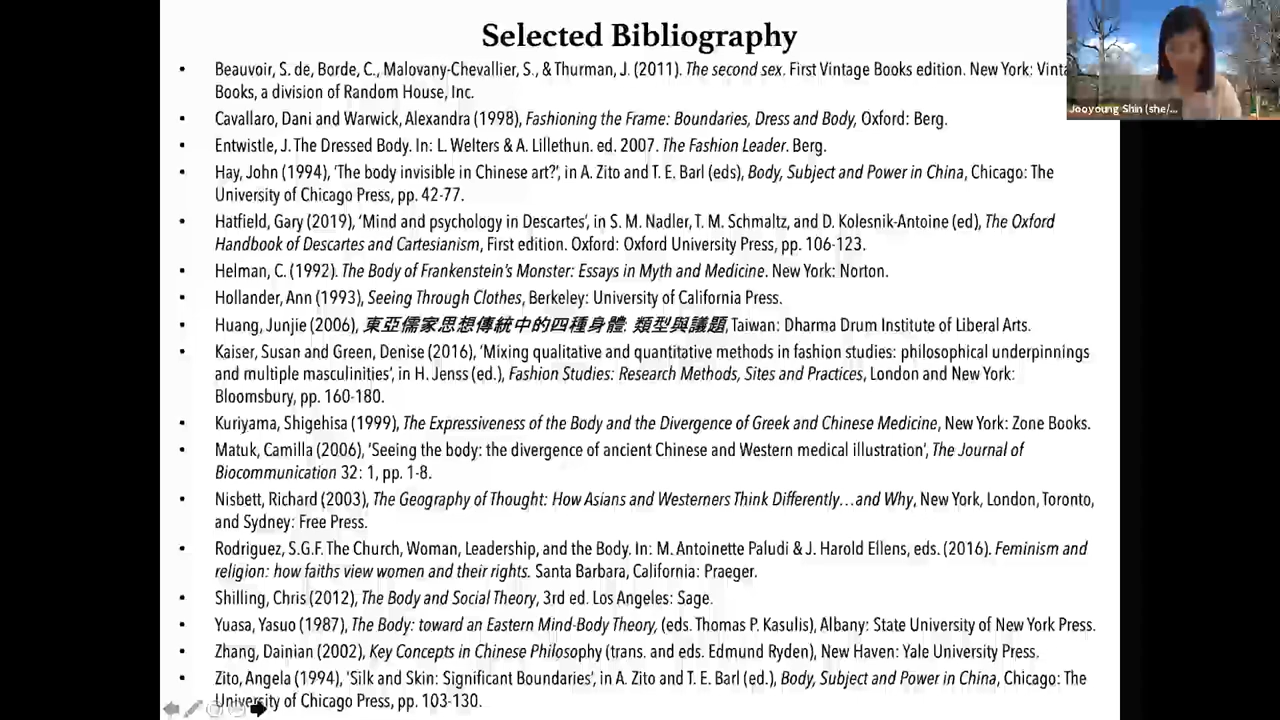 Selected Bibliography
Jooyoung Shin (she/...
• Beauvoir, S. de, Borde, C., Malovany-Chevallier, S., & Thurman, J. (2011). The second sex. First Vintage Books edition. New York: Vinta
Books, a division of Random House, Inc.
• Cavallaro, Dani and Warwick, Alexandra (1998), Fashioning the Frame: Boundaries, Dress and Body, Oxford: Berg.
• Entwistle, J. The Dressed Body. In: L. Welters & A. Lillethun. ed. 2007. The Fashion Leader. Berg.
• Hay, John (1994), 'The body invisible in Chinese art?', in A. Zito and T. E. Barl (eds), Body, Subject and Power in China, Chicago: The
University of Chicago Press, pp. 42-77.
• Hatfield, Gary (2019), 'Mind and psychology in Descartes', in S. M. Nadler, T. M. Schmaltz, and D. Kolesnik-Antoine (ed), The Oxford
Handbook of Descartes and Cartesianism, First edition. Oxford: Oxford University Press, pp. 106-123.
• Helman, C. (1992). The Body of Frankenstein's Monster: Essays in Myth and Medicine. New York: Norton.
• Hollander, Ann (1993), Seeing Through Clothes, Berkeley: University of California Press.
• Huang, Junjie (2006), 東亞儒家思想傳統中的四種身體: 類型與議題, Taiwan: Dharma Drum Institute of Liberal Arts.
• Kaiser, Susan and Green, Denise (2016), 'Mixing qualitative and quantitative methods in fashion studies: philosophical underpinnings
and multiple masculinities', in H. Jenss (ed.), Fashion Studies: Research Methods, Sites and Practices, London and New York:
Bloomsbury, pp. 160-180.
• Kuriyama, Shigehisa (1999), The Expressiveness of the Body and the Divergence of Greek and Chinese Medicine, New York: Zone Books.
• Matuk, Camilla (2006), 'Seeing the body: the divergence of ancient Chinese and Western medical illustration', The Journal of
Biocommunication 32: 1, pp. 1-8.
• Nisbett, Richard (2003), The Geography of Thought: How Asians and Westerners Think Differently…and Why, New York, London, Toronto,
and Sydney: Free Press.
• Rodriguez, S.G.F. The Church, Woman, Leadership, and the Body. In: M. Antoinette Paludi & J. Harold Ellens, eds. (2016). Feminism and
religion: how faiths view women and their rights. Santa Barbara, California: Praeger.
• Shilling, Chris (2012), The Body and Social Theory, 3rd ed. Los Angeles: Sage.
• Yuasa, Yasuo (1987), The Body: toward an Eastern Mind-Body Theory, (eds. Thomas P. Kasulis), Albany: State University of New York Press.
• Zhang, Dainian (2002), Key Concepts in Chinese Philosophy (trans. and eds. Edmund Ryden), New Haven: Yale University Press.
• Zito, Angela (1994), 'Silk and Skin: Significant Boundaries', in A. Zito and T. E. Barl (ed.), Body, Subject and Power in China, Chicago: The
University of Chicago Press, pp. 103-130.